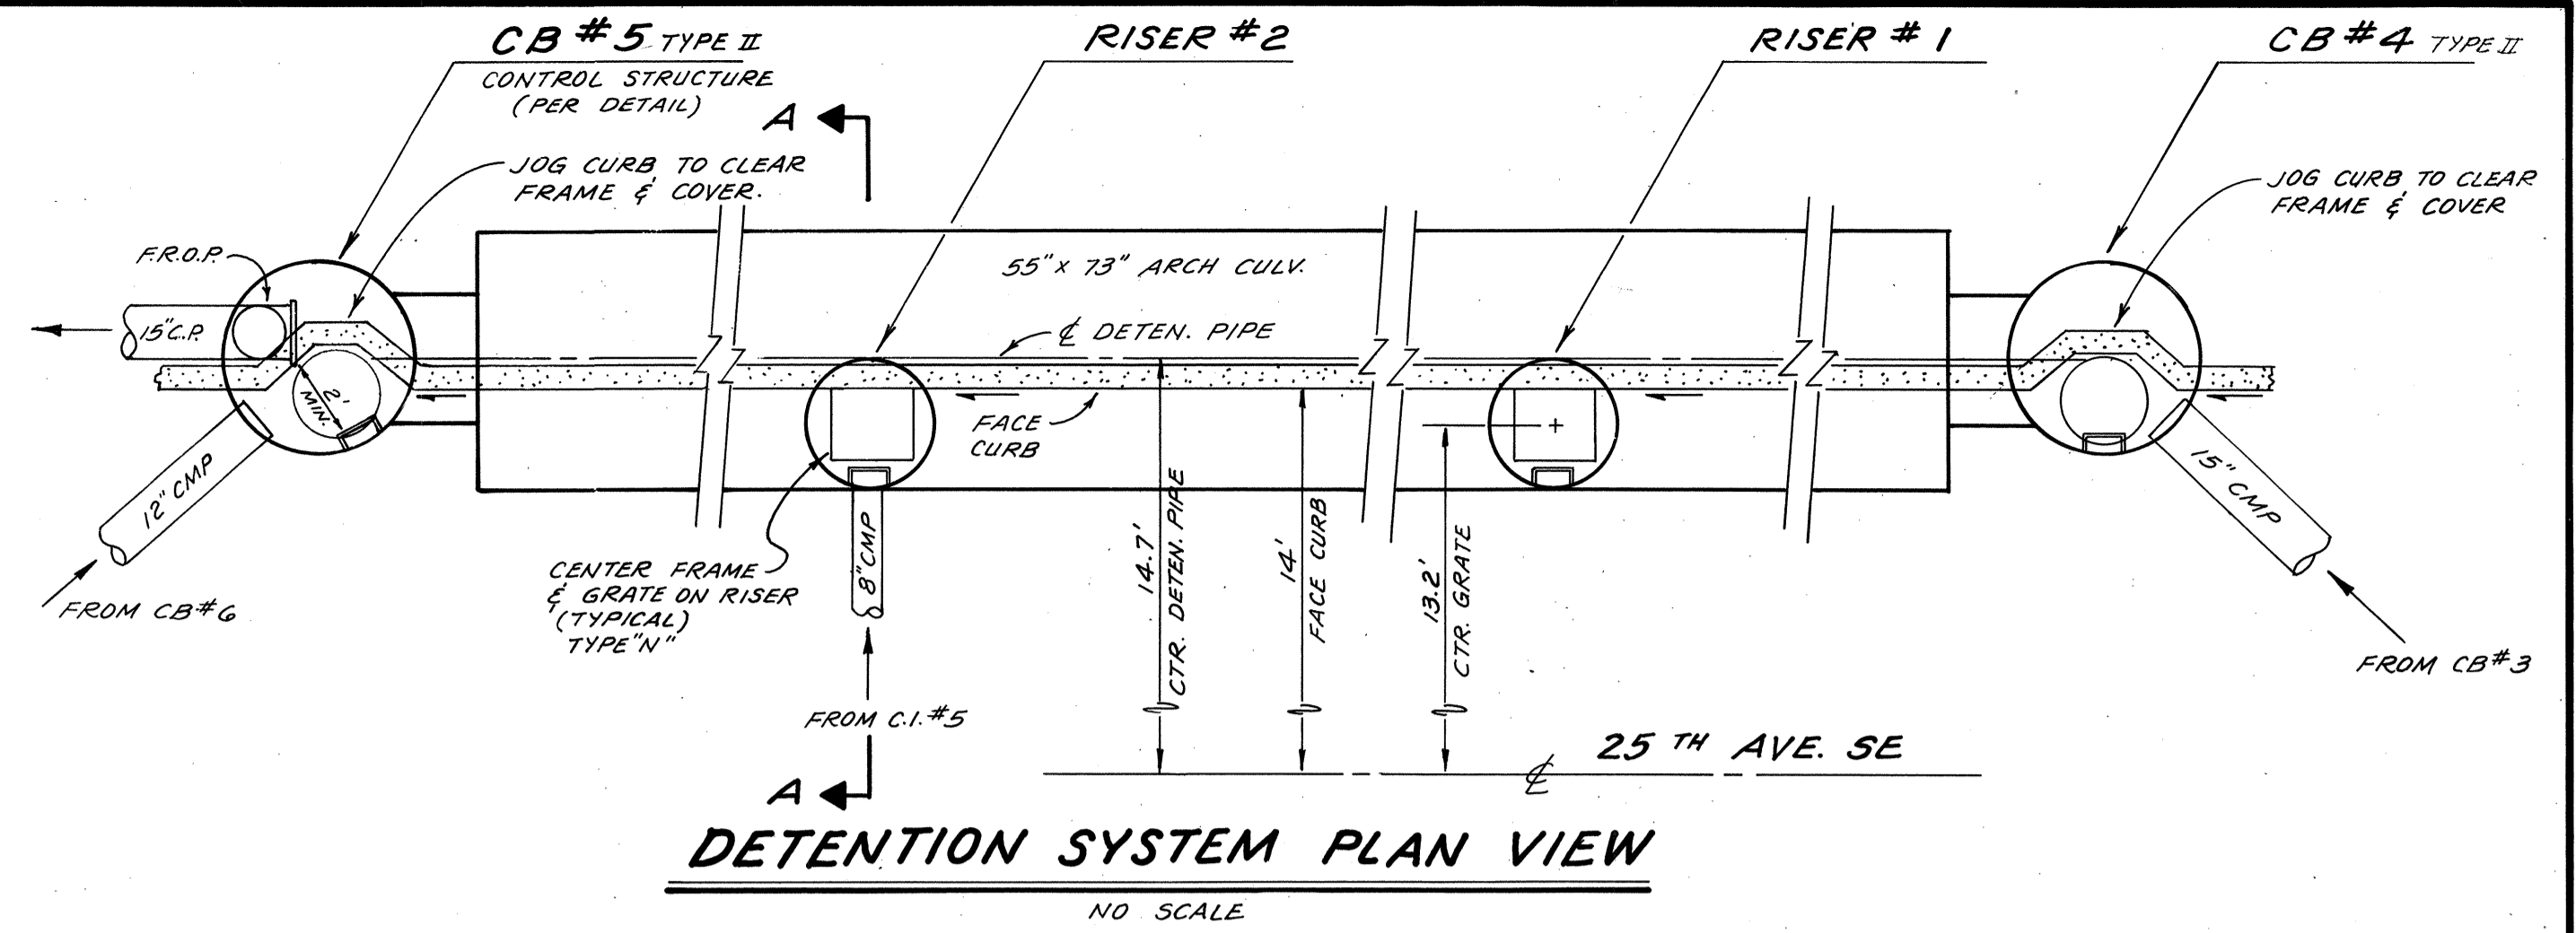 CB #5 TYPE II
CONTROL STRUCTURE
(PER DETAIL)
RISER #2
RISER #1
CB #4 TYPE II
A
JOG CURB TO CLEAR
FRAME & COVER.
JOG CURB TO CLEAR
FRAME & COVER
F.R.O.P.
55" x 73" ARCH CULV.
15" C.P.
℄ DETEN. PIPE
2'
MIN.
FACE
CURB
12" CMP
15" CMP
8" CMP
CENTER FRAME
& GRATE ON RISER
(TYPICAL)
TYPE "N"
14.7'
CTR. DETEN. PIPE
14'
FACE CURB
13.2'
CTR. GRATE
FROM CB #6
FROM CB #3
FROM C.I. #5
℄ 25 TH AVE. SE
A
DETENTION SYSTEM PLAN VIEW
NO SCALE